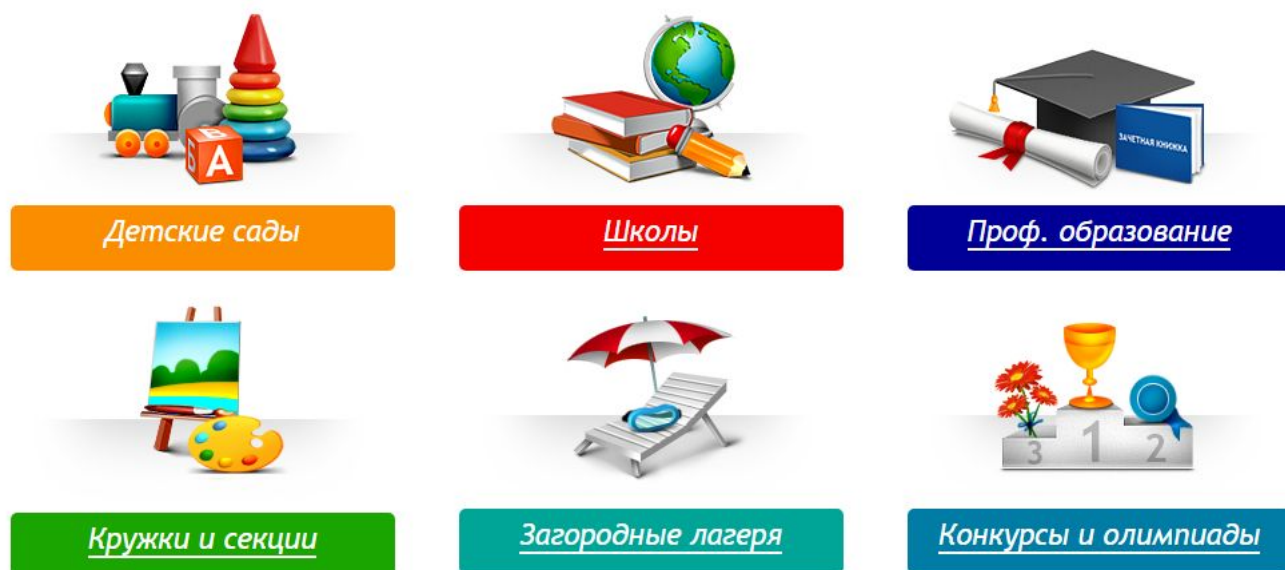 В
Б А
ЗАЧЕТНАЯ КНИЖКА
Детские сады
Школы
Проф. образование
3 1 2
Кружки и секции
Загородные лагеря
Конкурсы и олимпиады